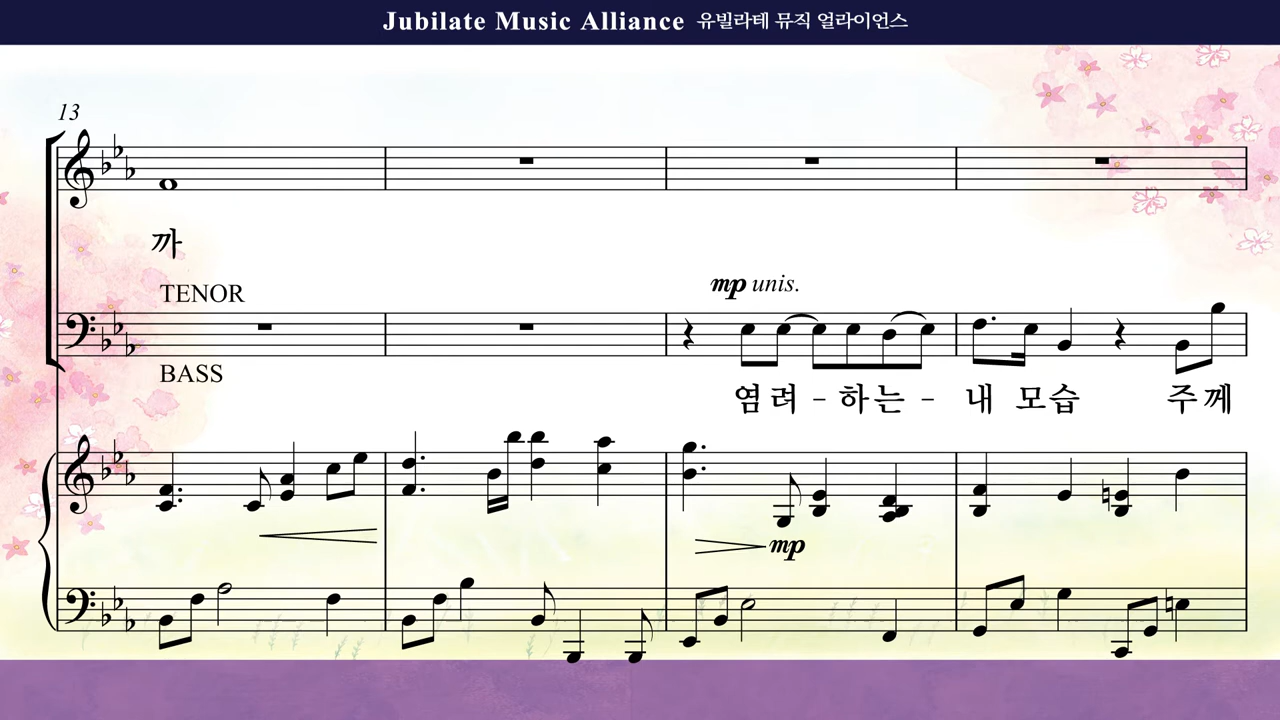 Jubilate Music Alliance 유빌라테 뮤직 얼라이언스
13
까
TENOR
BASS
mp unis.
염 려 - 하 는 - 내 모 습 주 께
mp